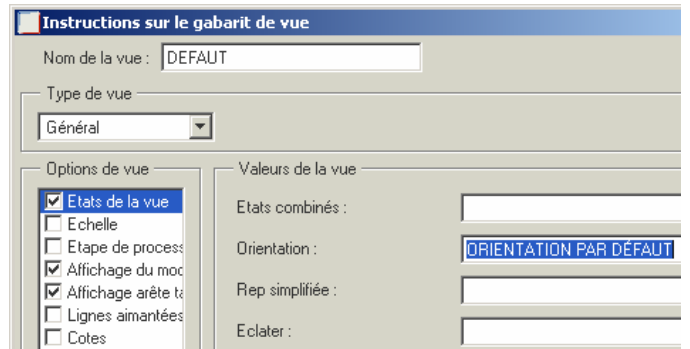 Instructions sur le gabarit de vue
Nom de la vue : DEFAUT
Type de vue
Général
Options de vue
Valeurs de la vue
Etats de la vue
Echelle
Etape de process
Affichage du mod
Affichage arête ta
Lignes aimantées
Cotes
Etats combinés :
Orientation : ORIENTATION PAR DÉFAUT
Rep simplifiée :
Eclater :